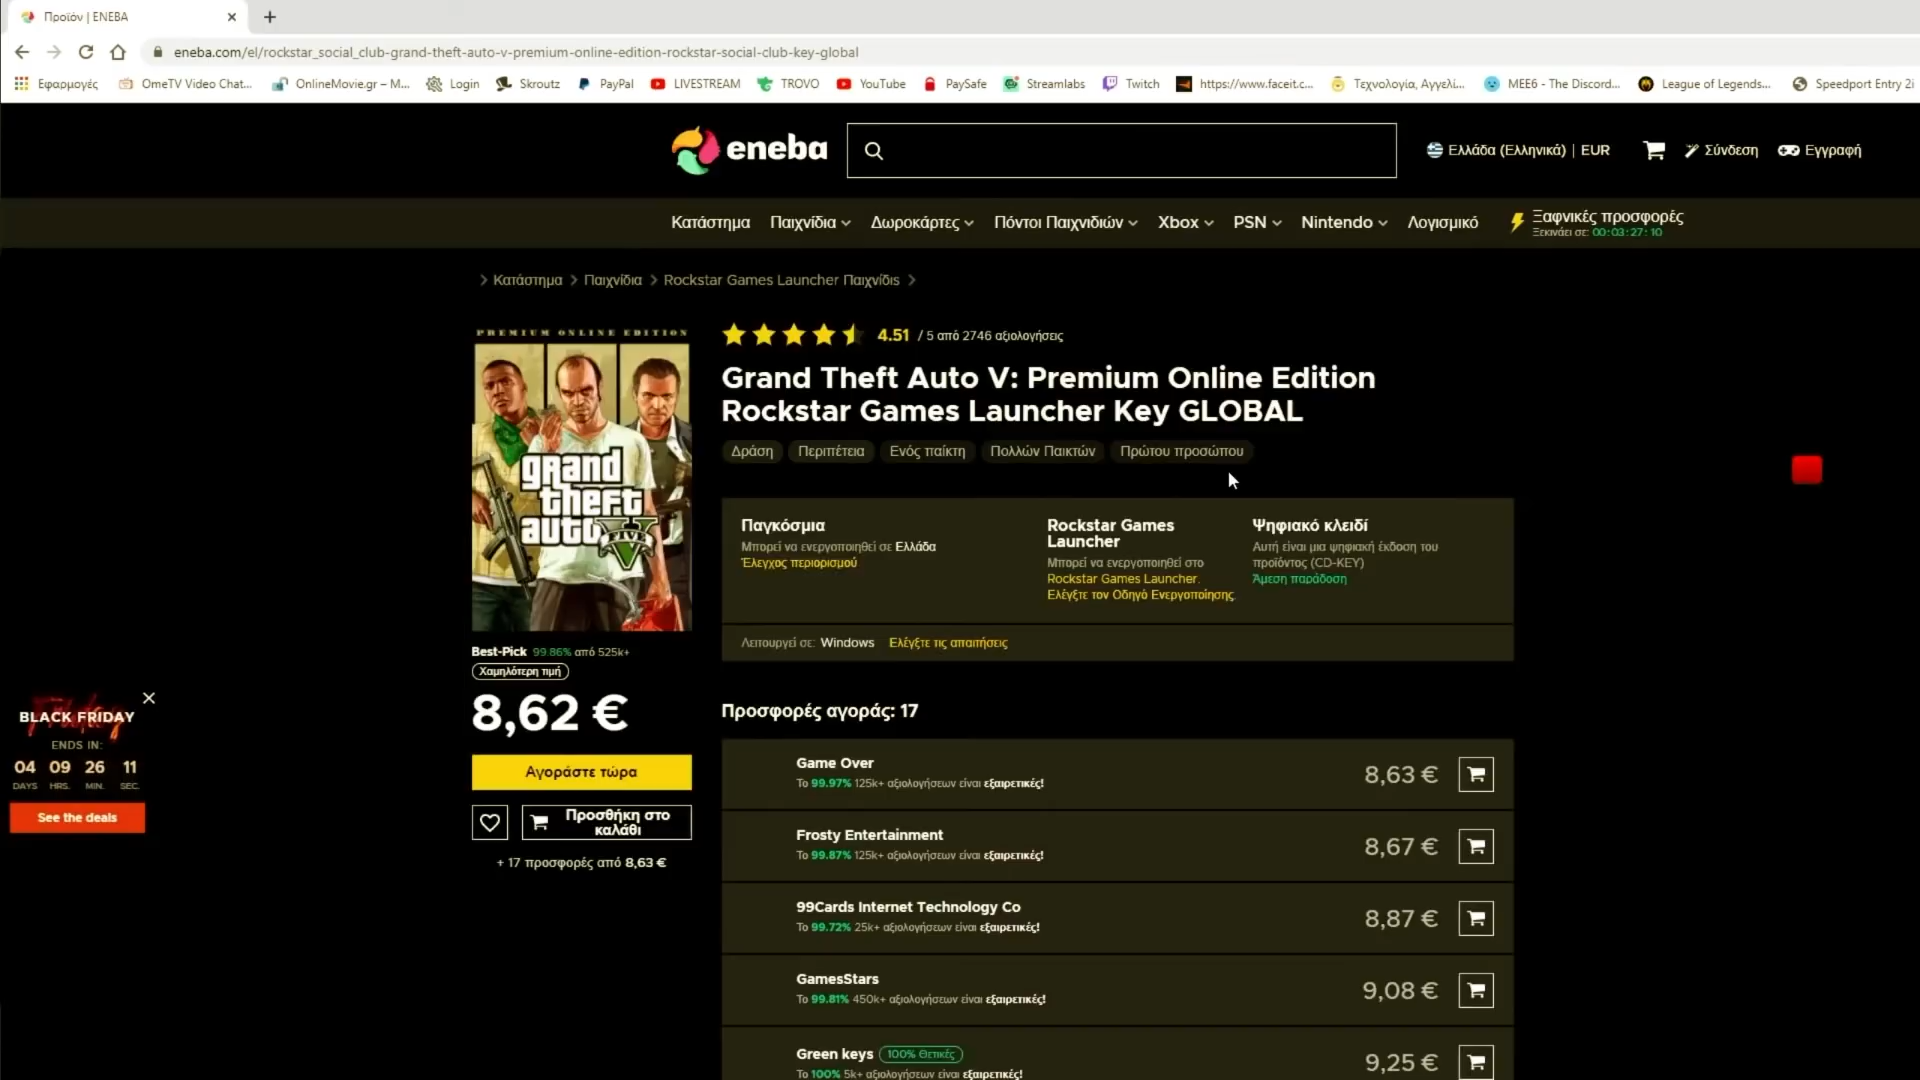 Προϊόν | ENEBA
eneba.com/el/rockstar_social_club-grand-theft-auto-v-premium-online-edition-rockstar-social-club-key-global
Εφαρμογές OmeTV Video Chat... OnlineMovie.gr – M... Login Skroutz PayPal LIVESTREAM TROVO YouTube PaySafe Streamlabs Twitch https://www.faceit.c... Τεχνολογία, Αγγελί... MEE6 - The Discord... League of Legends... Speedport Entry 2i
eneba
Ελλάδα (Ελληνικά) | EUR Σύνδεση Εγγραφή
Κατάστημα Παιχνίδια Δωροκάρτες Πόντοι Παιχνιδιών Xbox PSN Nintendo Λογισμικό Ξαφνικές προσφορές
Ξεκινάει σε: 00:03:27:10
Κατάστημα Παιχνίδια Rockstar Games Launcher Παιχνίδις
PREMIUM ONLINE EDITION
grand
theft
auto V
FIVE
4.51 / 5 από 2746 αξιολογήσεις
Grand Theft Auto V: Premium Online Edition
Rockstar Games Launcher Key GLOBAL
Δράση Περιπέτεια Ενός παίκτη Πολλών Παικτών Πρώτου προσώπου
Παγκόσμια
Μπορεί να ενεργοποιηθεί σε Ελλάδα
Έλεγχος περιορισμού
Rockstar Games
Launcher
Μπορεί να ενεργοποιηθεί στο
Rockstar Games Launcher.
Ελέγξτε τον Οδηγό Ενεργοποίησης.
Ψηφιακό κλειδί
Αυτή είναι μια ψηφιακή έκδοση του
προϊόντος (CD-KEY)
Άμεση παράδοση
Λειτουργεί σε: Windows Ελέγξτε τις απαιτήσεις
Best-Pick 99.86% από 525k+
Χαμηλότερη τιμή
8,62 €
Αγοράστε τώρα
Προσθήκη στο
καλάθι
+ 17 προσφορές από 8,63 €
BLACK FRIDAY
ENDS IN:
04 09 26 11
DAYS HRS. MIN. SEC.
See the deals
Προσφορές αγοράς: 17
Game Over
Το 99.97% 125k+ αξιολογήσεων είναι εξαιρετικές!
8,63 €
Frosty Entertainment
Το 99.87% 125k+ αξιολογήσεων είναι εξαιρετικές!
8,67 €
99Cards Internet Technology Co
Το 99.72% 25k+ αξιολογήσεων είναι εξαιρετικές!
8,87 €
GamesStars
Το 99.81% 450k+ αξιολογήσεων είναι εξαιρετικές!
9,08 €
Green keys 100% Θετικές
Το 100% 5k+ αξιολογήσεων είναι εξαιρετικές!
9,25 €